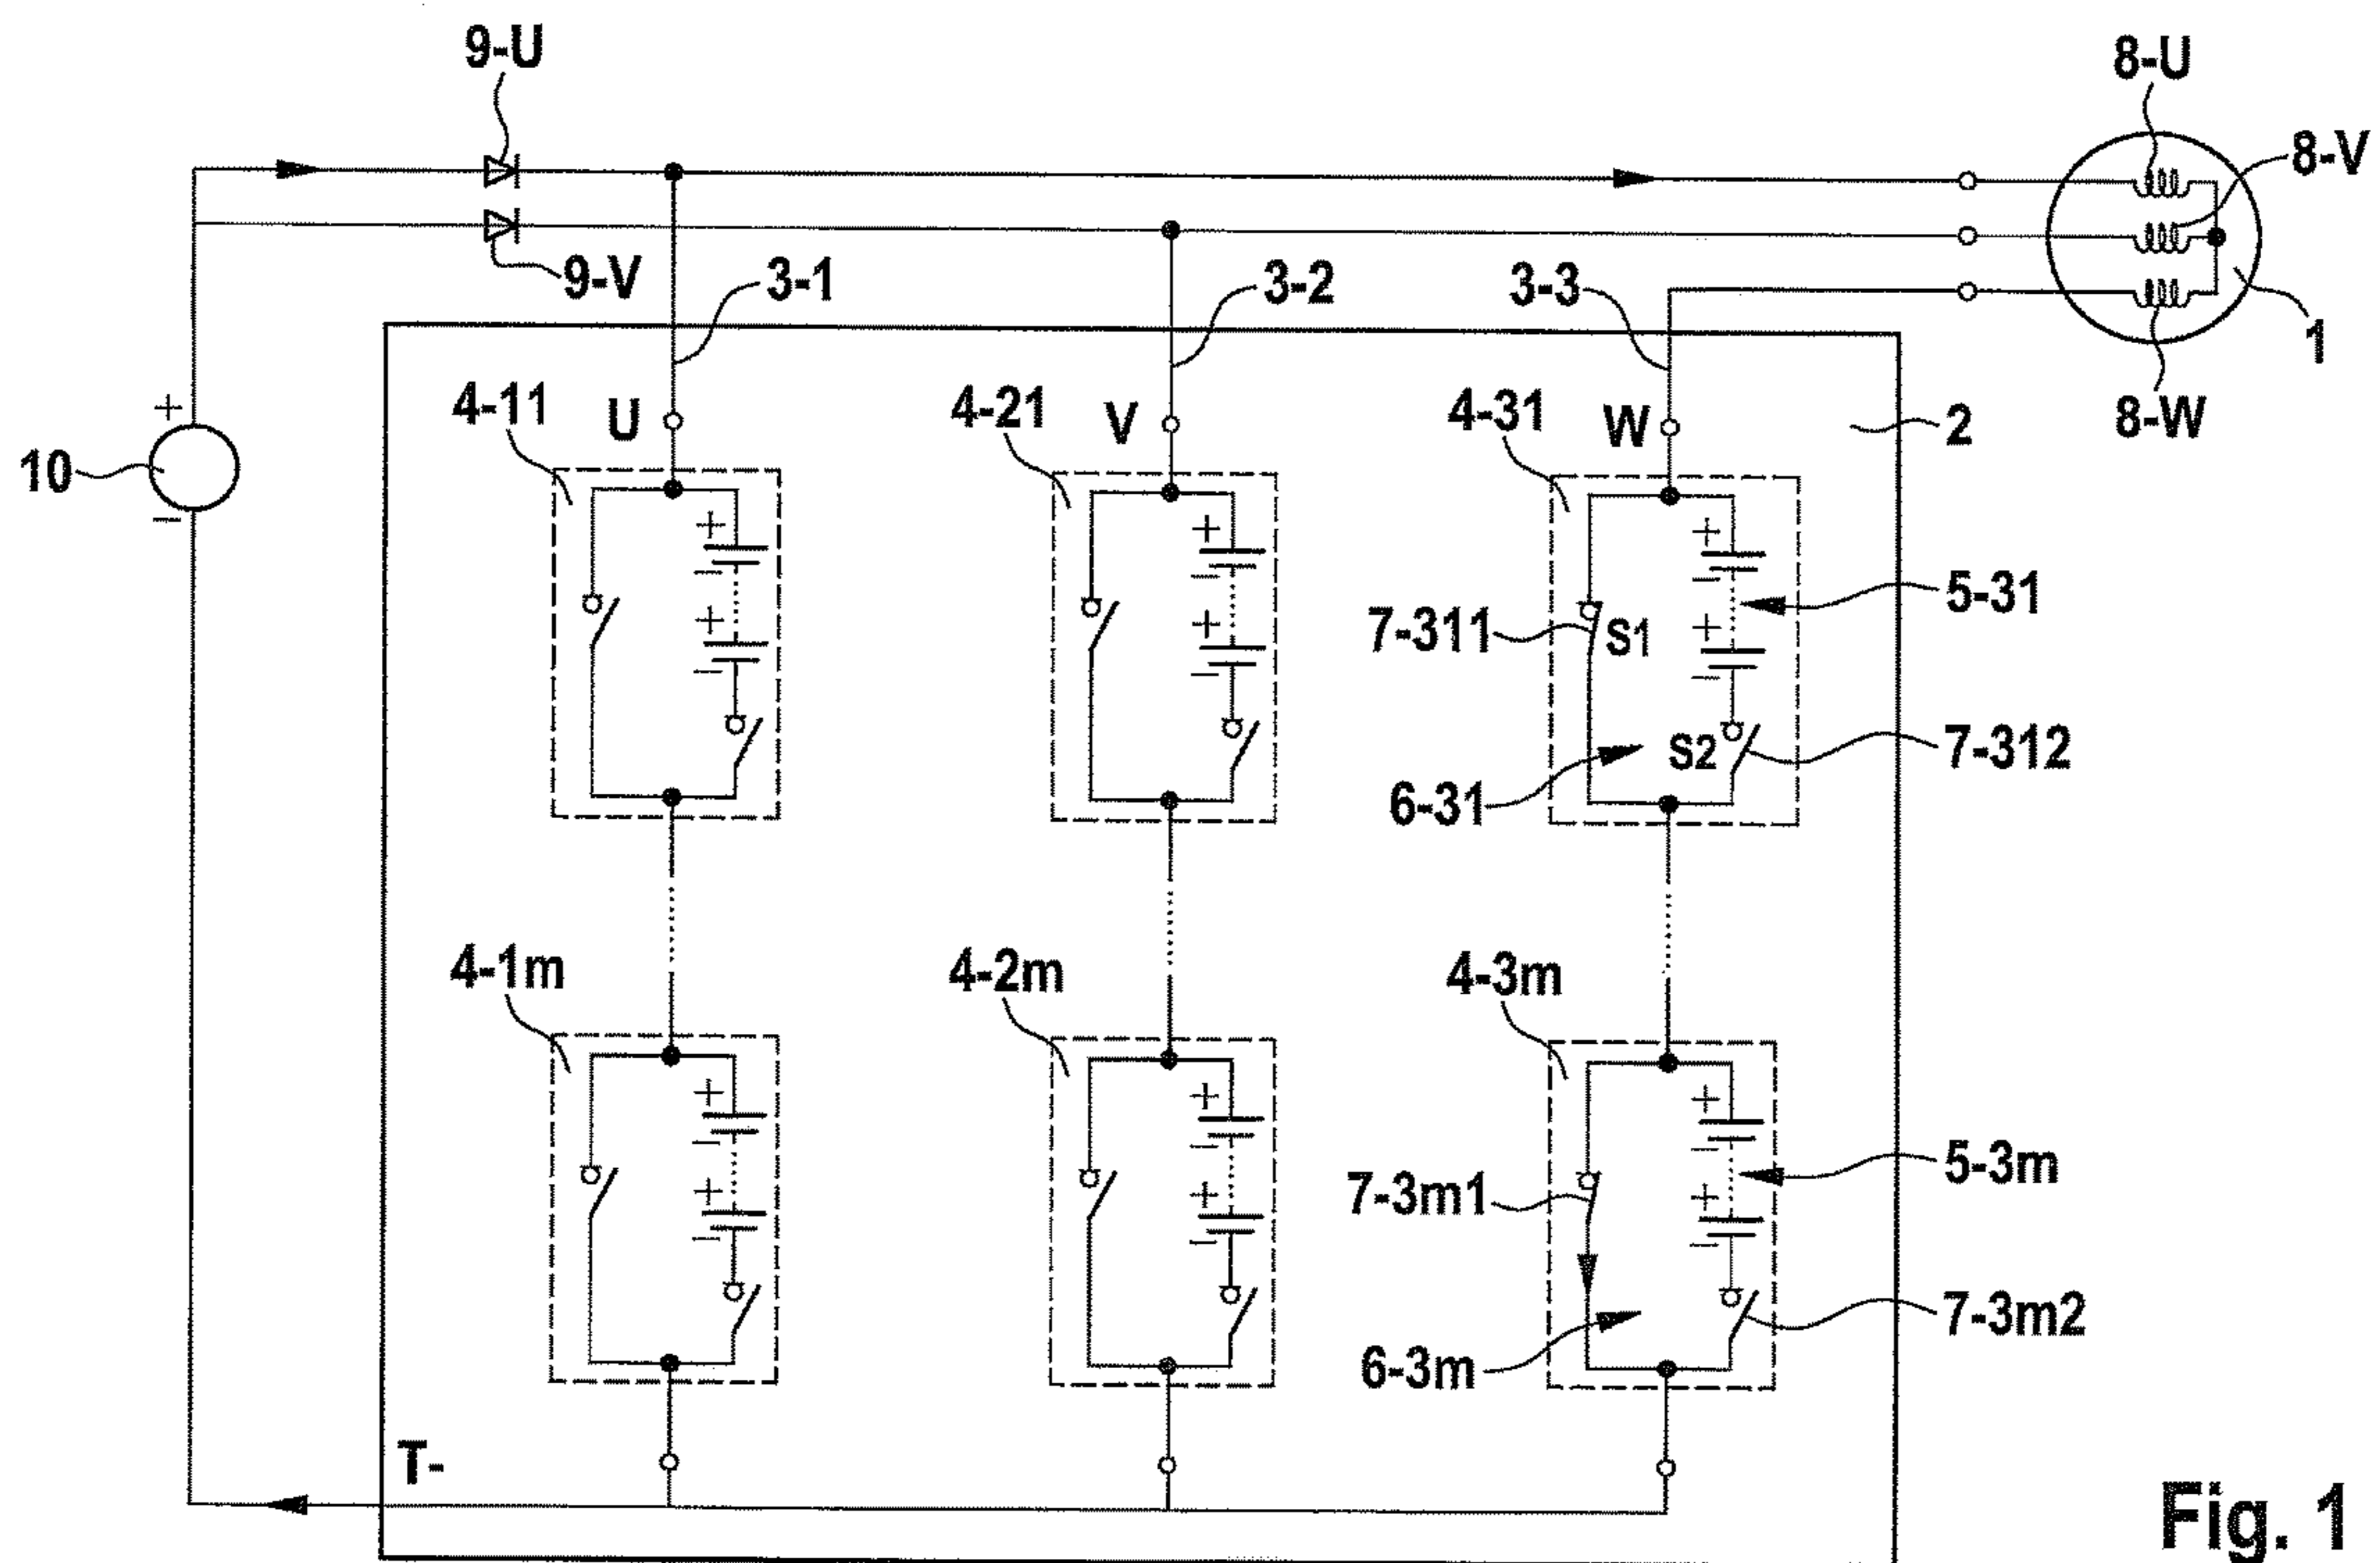 9-U
8-U
8-V
9-V
3-1
3-2
3-3
1
8-W
4-11
U
4-21
V
4-31
W
2
+
10
−
+
−
+
−
+
−
+
−
+
−
+
−
5-31
7-311
S1
S2
7-312
6-31
4-1m
4-2m
4-3m
+
−
+
−
+
−
+
−
+
−
+
−
5-3m
7-3m1
7-3m2
6-3m
T-
Fig. 1